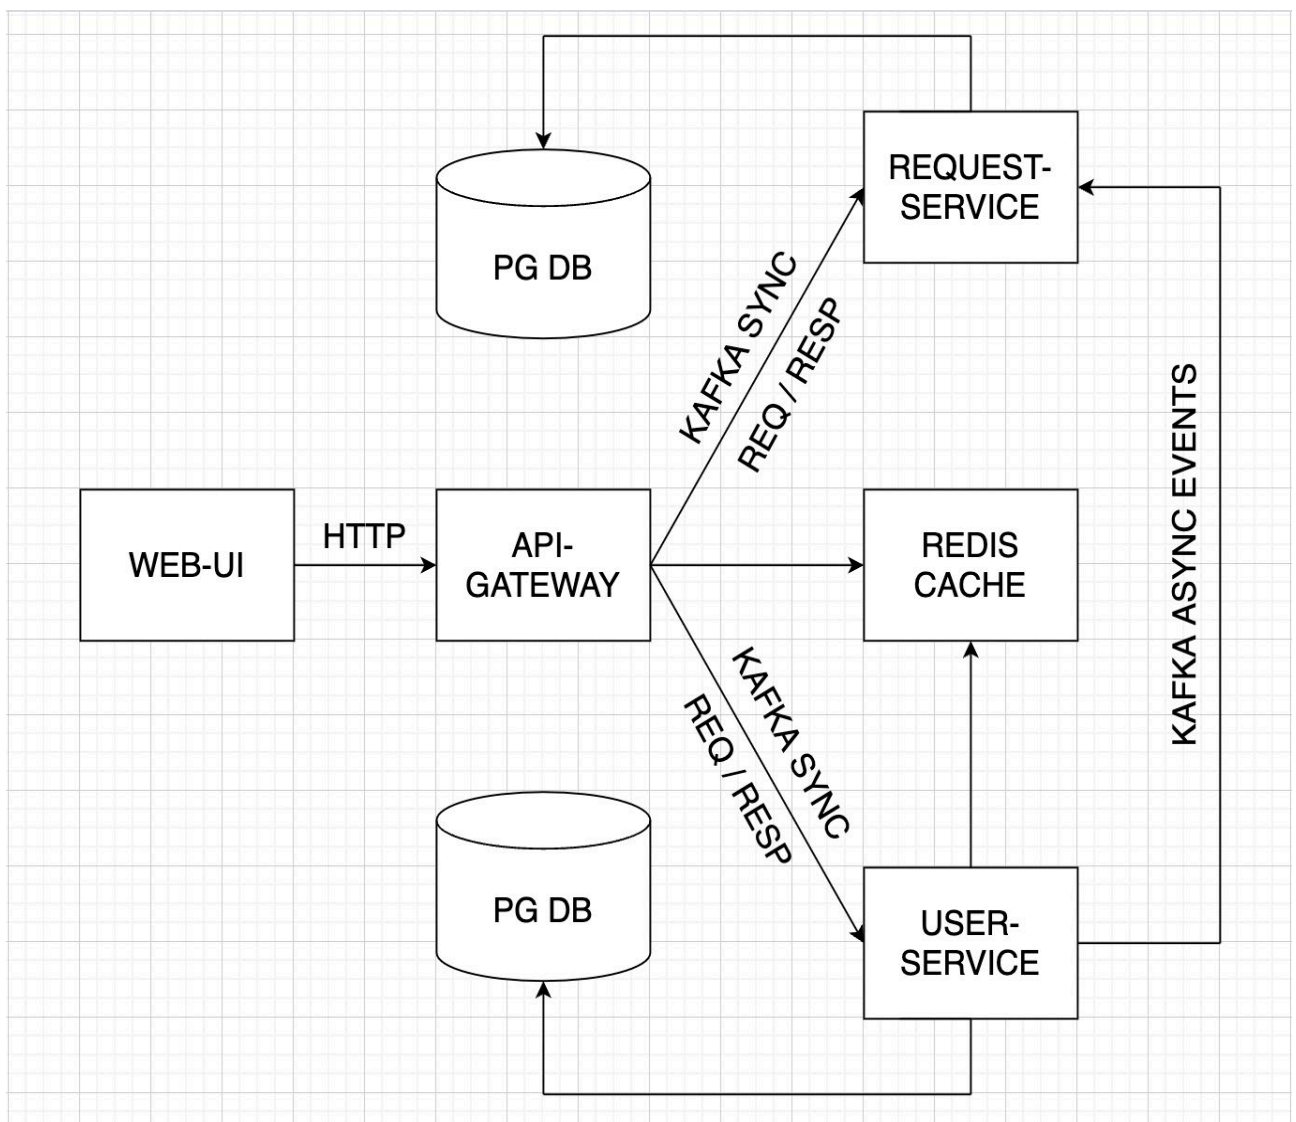 REQUEST-
SERVICE
PG DB
KAFKA SYNC
REQ / RESP
KAFKA ASYNC EVENTS
WEB-UI
HTTP
API-
GATEWAY
REDIS
CACHE
KAFKA SYNC
REQ / RESP
PG DB
USER-
SERVICE